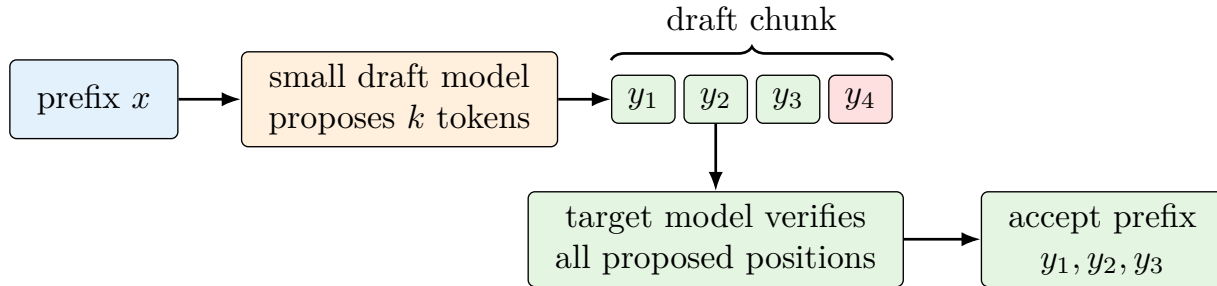 draft chunk
prefix x
small draft model
proposes k tokens
y₁ y₂ y₃ y₄
target model verifies
all proposed positions
accept prefix
y₁, y₂, y₃